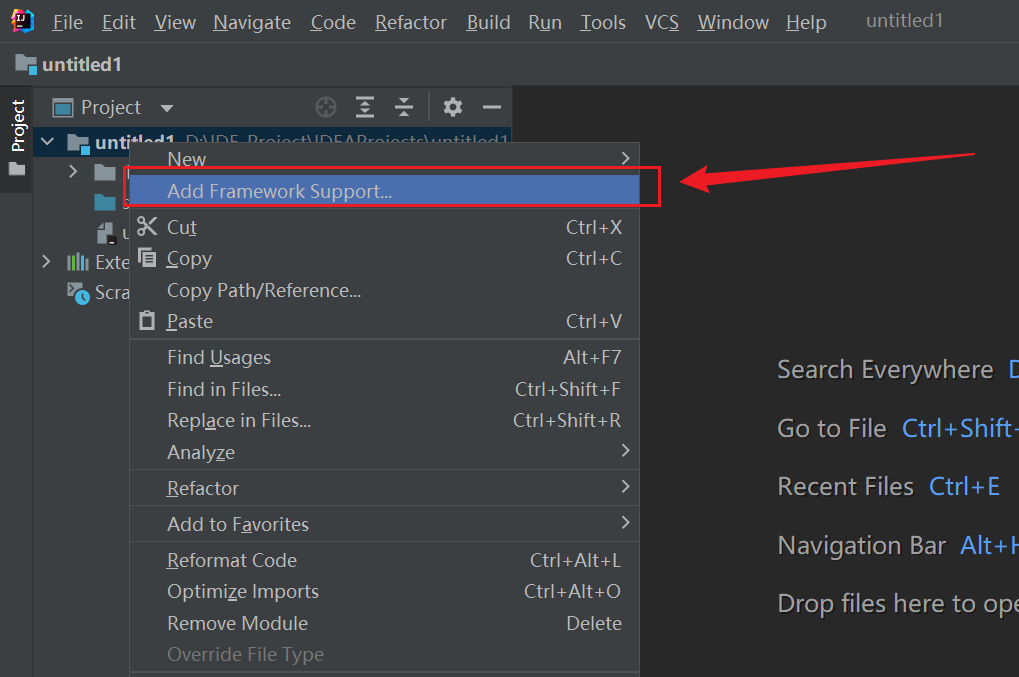 File Edit View Navigate Code Refactor Build Run Tools VCS Window Help untitled1
untitled1
Project
Project
untitled1
New
Add Framework Support...
Cut Ctrl+X
Copy Ctrl+C
Copy Path/Reference...
Paste Ctrl+V
Find Usages Alt+F7
Find in Files... Ctrl+Shift+F
Replace in Files... Ctrl+Shift+R
Analyze
Refactor
Add to Favorites
Reformat Code Ctrl+Alt+L
Optimize Imports Ctrl+Alt+O
Remove Module Delete
Override File Type
Exte
Scra
Search Everywhere D
Go to File Ctrl+Shift+
Recent Files Ctrl+E
Navigation Bar Alt+H
Drop files here to ope